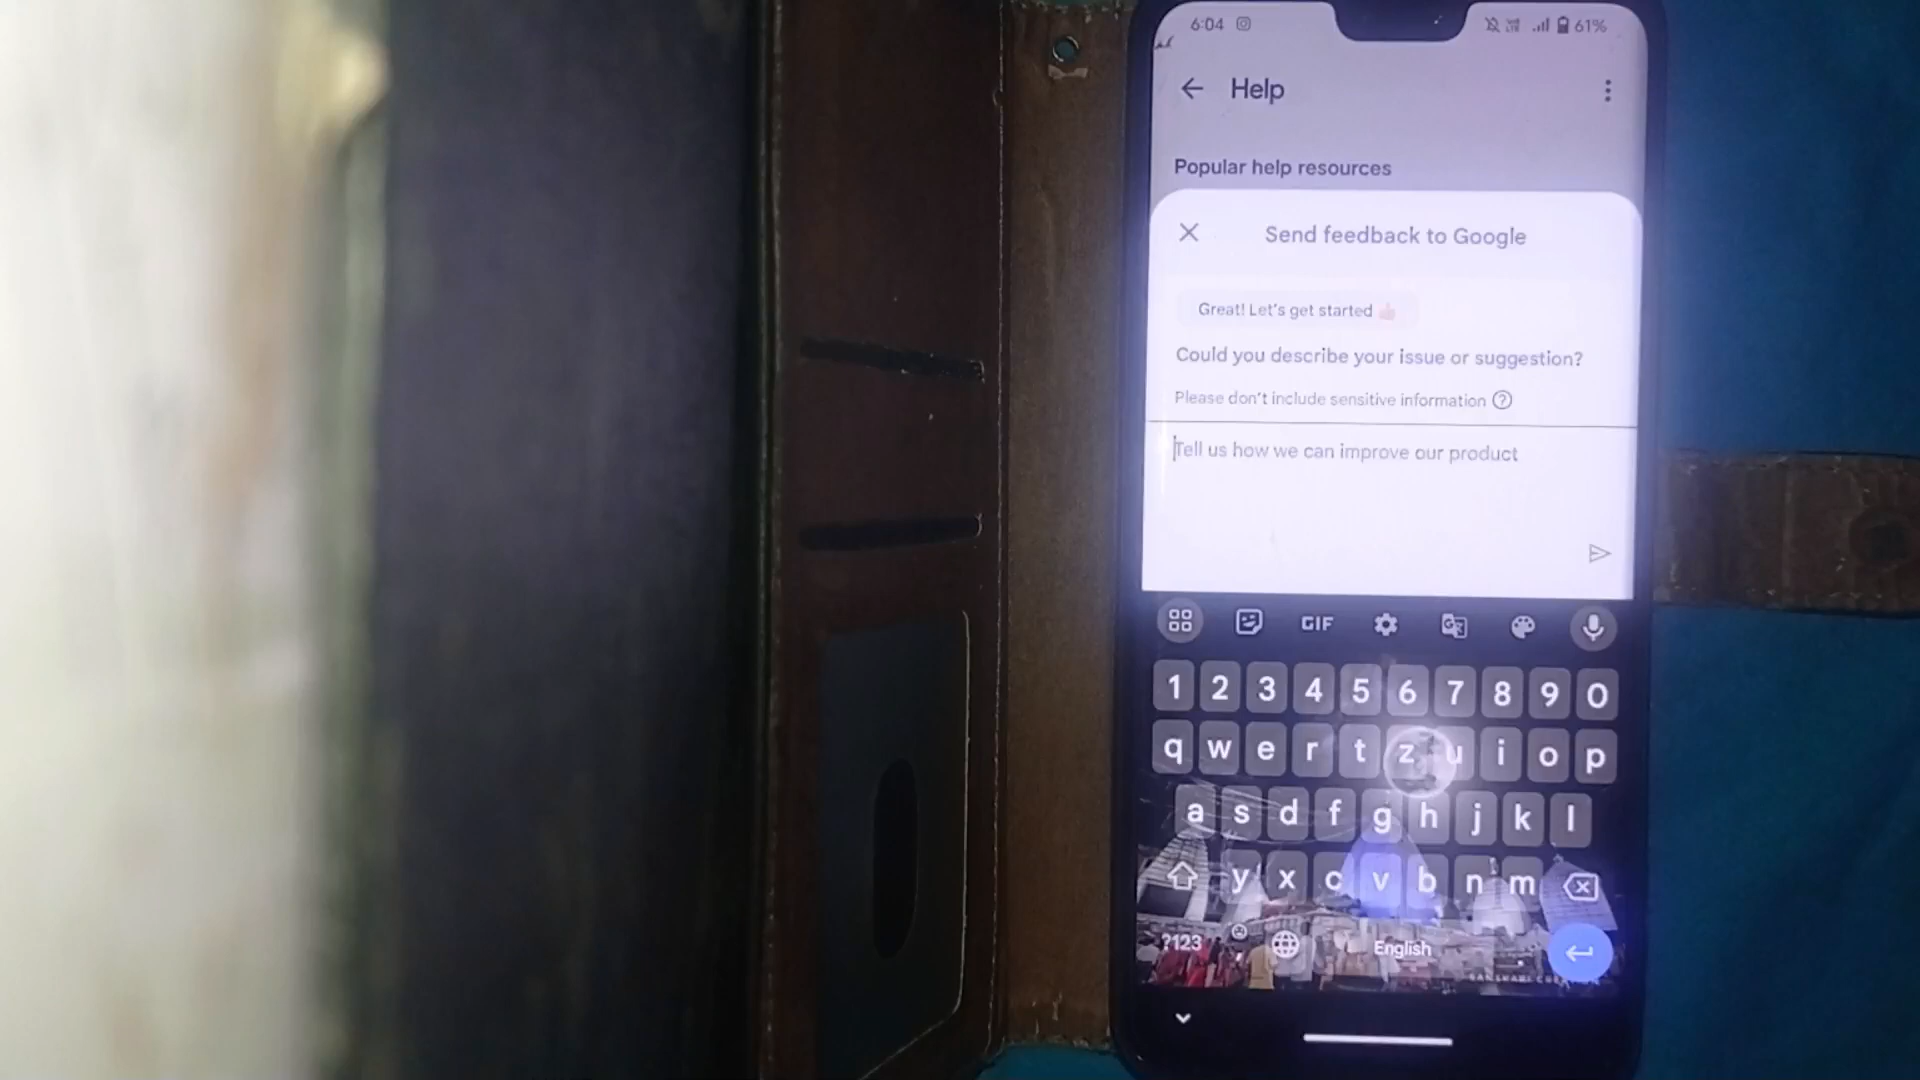 6:04 61%
Help
Popular help resources
Send feedback to Google
Great! Let's get started 👍
Could you describe your issue or suggestion?
Please don't include sensitive information
Tell us how we can improve our product
GIF
1 2 3 4 5 6 7 8 9 0
q w e r t z u i o p
a s d f g h j k l
y x c v b n m
?123 English